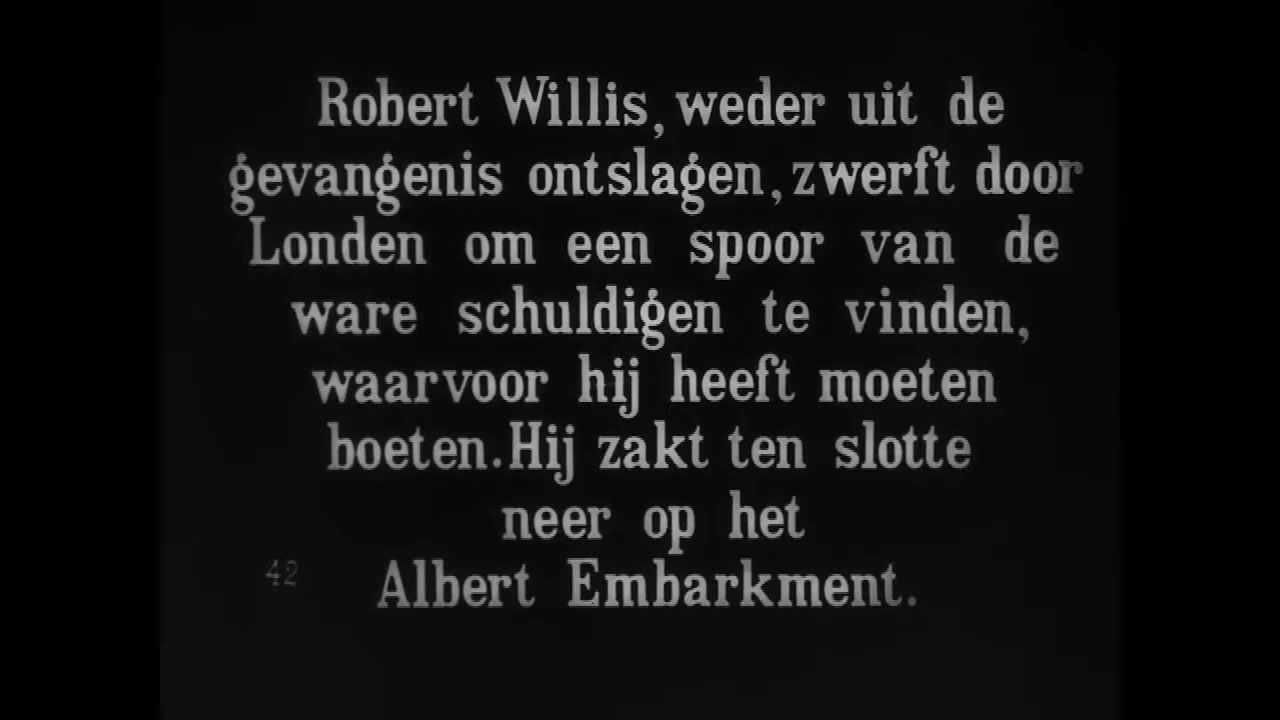 Robert Willis, weder uit de
gevangenis ontslagen, zwerft door
Londen om een spoor van de
ware schuldigen te vinden,
waarvoor hij heeft moeten
boeten. Hij zakt ten slotte
neer op het
42 Albert Embarkment.